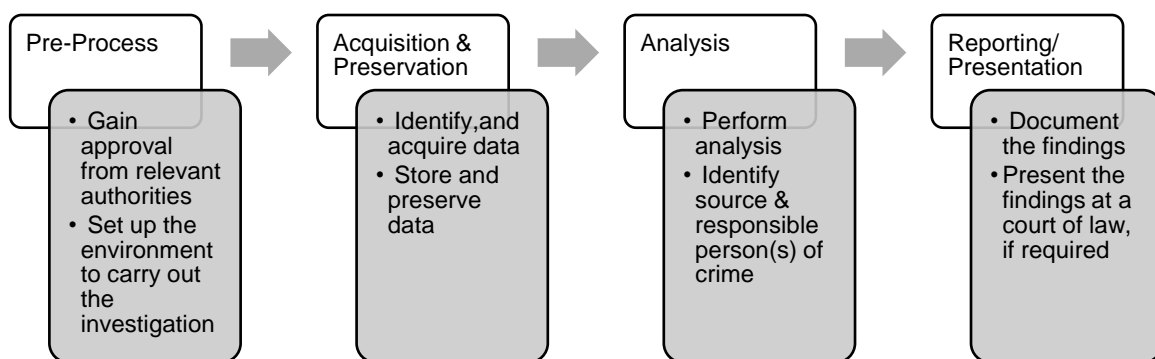 Pre-Process
• Gain
approval
from relevant
authorities
• Set up the
environment
to carry out
the
investigation
Acquisition &
Preservation
• Identify,and
acquire data
• Store and
preserve
data
Analysis
• Perform
analysis
• Identify
source &
responsible
person(s) of
crime
Reporting/
Presentation
• Document
the findings
• Present the
findings at a
court of law,
if required